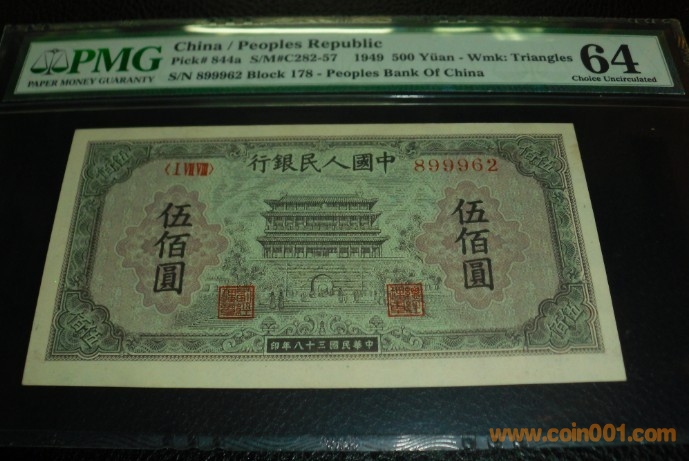 PMG
PAPER MONEY GUARANTY
China / Peoples Republic
Pick# 844a S/M#C282-57 1949 500 Yüan - Wmk: Triangles
S/N 899962 Block 178 - Peoples Bank Of China
64
Choice Uncirculated
行銀民人國中
899962
伍佰圓
伍佰圓
印年八十三國民華中
www.coin001.com